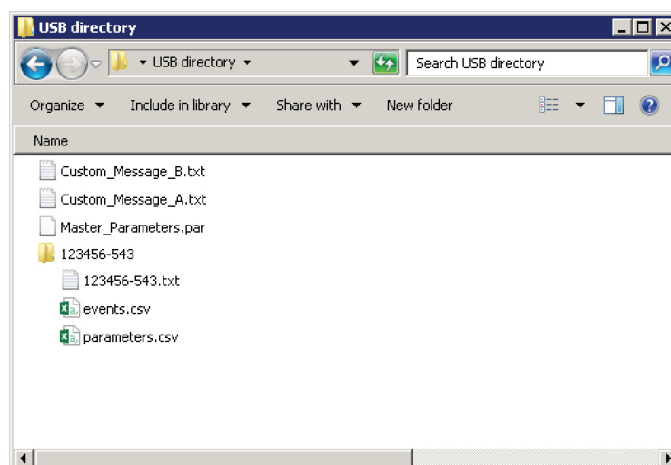 USB directory
USB directory
Search USB directory
Organize
Include in library
Share with
New folder
Name
Custom_Message_B.txt
Custom_Message_A.txt
Master_Parameters.par
123456-543
123456-543.txt
events.csv
parameters.csv